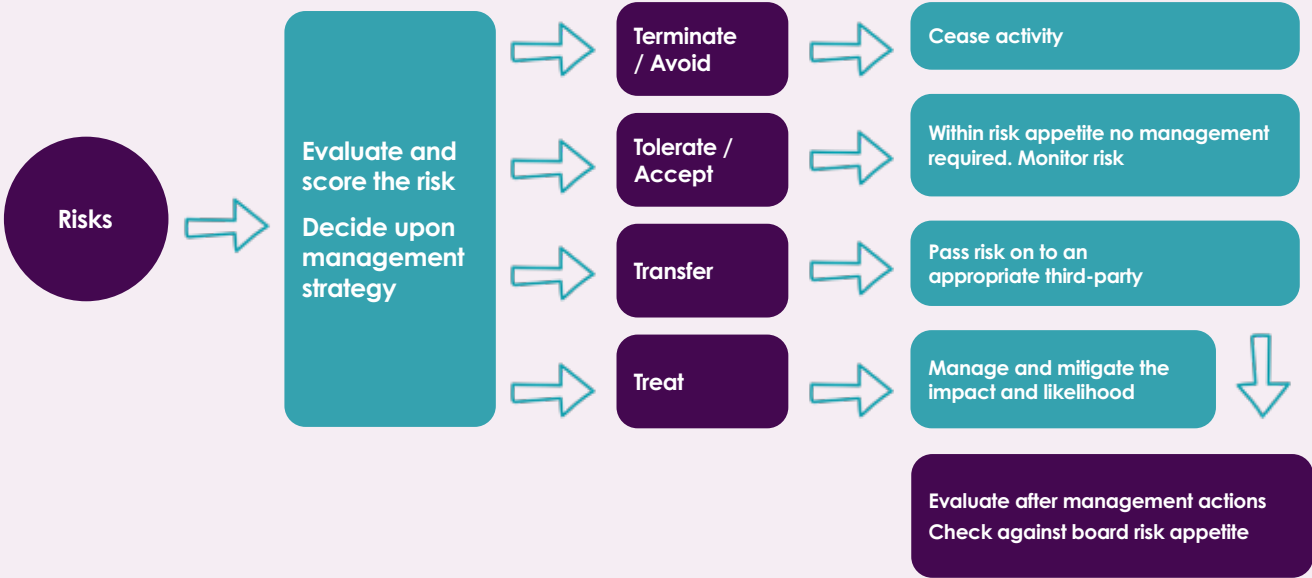 Risks
Evaluate and
score the risk
Decide upon
management
strategy
Terminate
/ Avoid
Cease activity
Tolerate /
Accept
Within risk appetite no management
required. Monitor risk
Transfer
Pass risk on to an
appropriate third-party
Treat
Manage and mitigate the
impact and likelihood
Evaluate after management actions
Check against board risk appetite